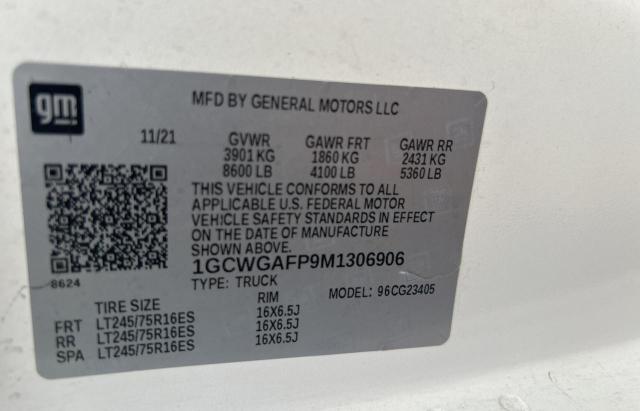 gm
MFD BY GENERAL MOTORS LLC
11/21 GVWR GAWR FRT GAWR RR
3901 KG 1860 KG 2431 KG
8600 LB 4100 LB 5360 LB
THIS VEHICLE CONFORMS TO ALL
APPLICABLE U.S. FEDERAL MOTOR
VEHICLE SAFETY STANDARDS IN EFFECT
ON THE DATE OF MANUFACTURE
SHOWN ABOVE.
8624
1GCWGAFP9M1306906
TYPE: TRUCK MODEL: 96CG23405
TIRE SIZE RIM
FRT LT245/75R16ES 16X6.5J
RR LT245/75R16ES 16X6.5J
SPA LT245/75R16ES 16X6.5J